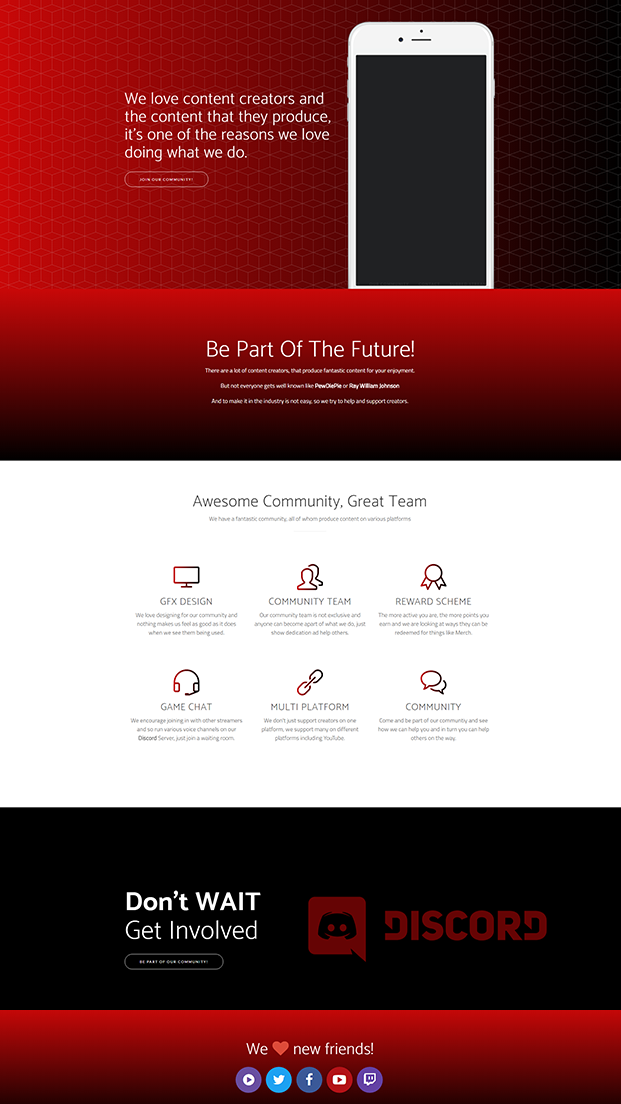 We love content creators and
the content that they produce,
it's one of the reasons we love
doing what we do.
JOIN OUR COMMUNITY!
Be Part Of The Future!
There are a lot of content creators, that produce fantastic content for your enjoyment.
But not everyone gets well known like PewDiePie or Ray William Johnson
And to make it in the industry is not easy, so we try to help and support creators.
Awesome Community, Great Team
We have a fantastic community, all of whom produce content on various platforms
GFX DESIGN
We love designing for our community and
nothing makes us feel as good as it does
when we see them being used.
COMMUNITY TEAM
Our community team is not exclusive and
anyone can become apart of what we do, just
show dedication ad help others.
REWARD SCHEME
The more active you are, the more points you
earn and we are looking at ways they can be
redeemed for things like Merch.
GAME CHAT
We encourage joining in with other streamers
and so run various voice channels on our
Discord Server, just join a waiting room.
MULTI PLATFORM
We don't just support creators on one
platform, we support many on different
platforms including YouTube.
COMMUNITY
Come and be part of our community and see
how we can help you and in turn you can help
others on the way.
Don't WAIT
Get Involved
BE PART OF OUR COMMUNITY!
DISCORD
We ❤ new friends!